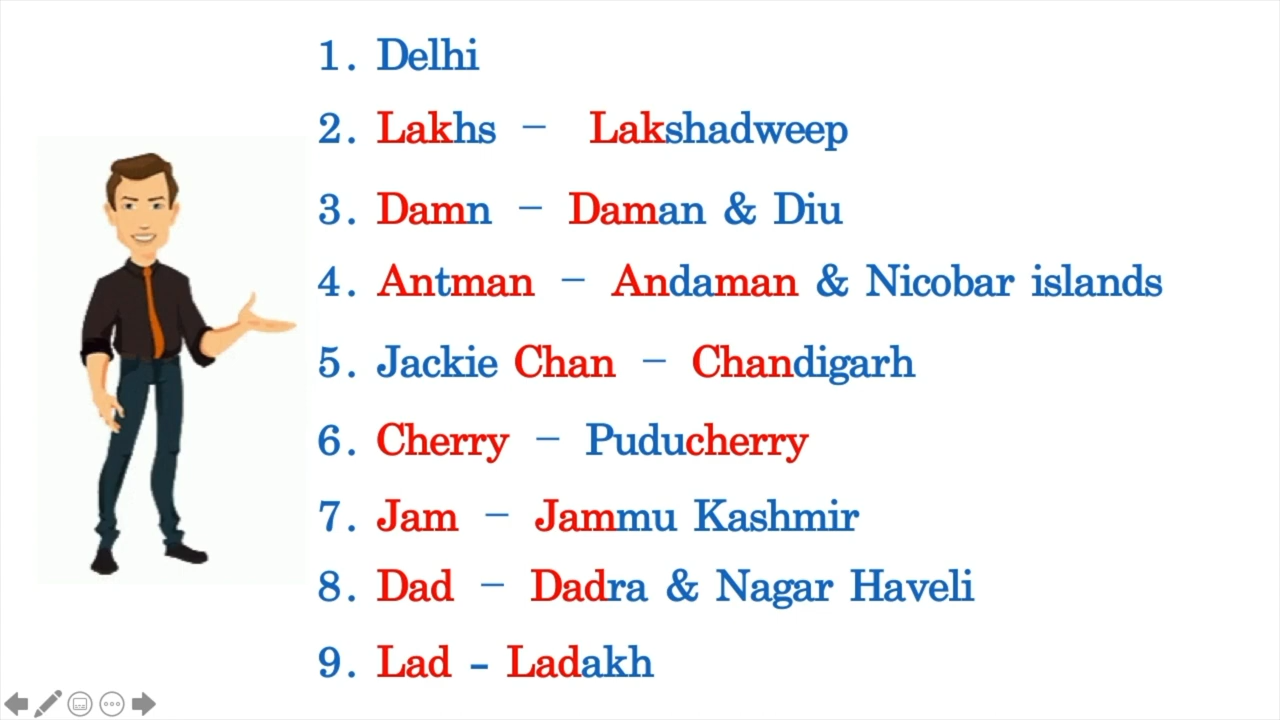 1. Delhi
2. Lakhs – Lakshadweep
3. Damn – Daman & Diu
4. Antman – Andaman & Nicobar islands
5. Jackie Chan – Chandigarh
6. Cherry – Puducherry
7. Jam – Jammu Kashmir
8. Dad – Dadra & Nagar Haveli
9. Lad - Ladakh